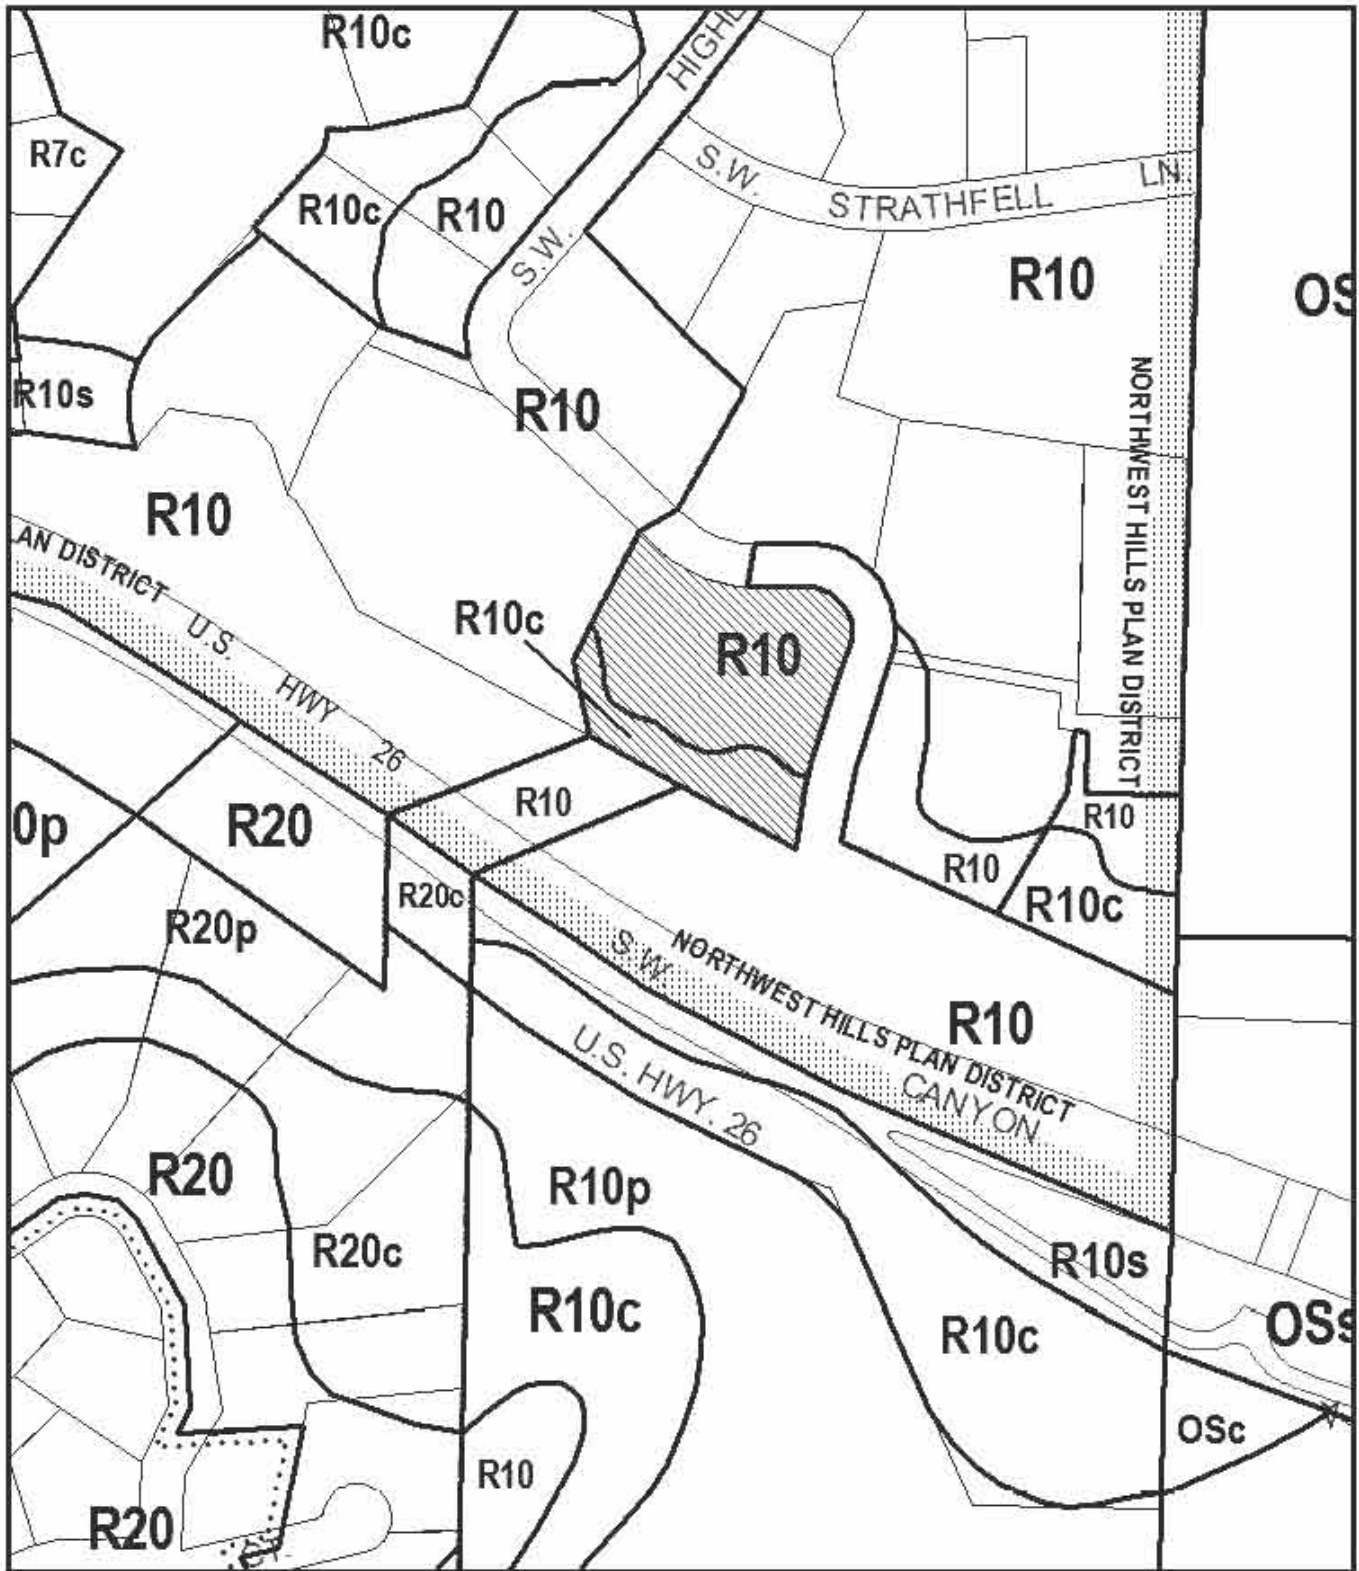 R10c
HIGHL
R7c
S.W.
STRATHFELL
LN
R10c
R10
S.W.
R10
OS
R10s
R10
NORTHWEST HILLS PLAN DISTRICT
R10
AN DISTRICT
U.S.
HWY
26
R10c
R10
R10
R10
0p
R20
R10
R20c
R10c
R20p
S.W.
NORTHWEST HILLS PLAN DISTRICT
CANYON
R10
U.S. HWY. 26
R20
R10p
R20c
R10s
R10c
R10c
OSs
OSc
R10
R20